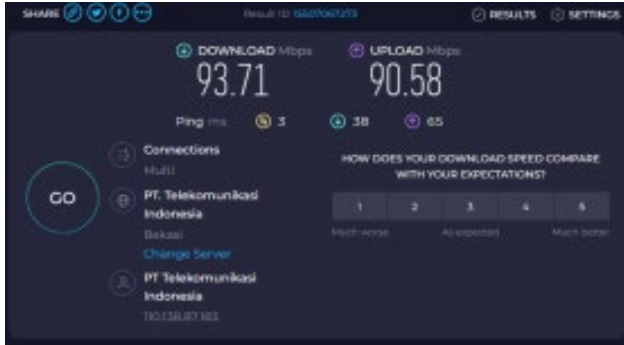 SHARE
Result ID
RESULTS
SETTINGS
DOWNLOAD Mbps
93.71
UPLOAD Mbps
90.58
Ping ms
3
38
65
GO
Connections
Multi
PT. Telekomunikasi
Indonesia
Bekasi
Change Server
PT Telekomunikasi
Indonesia
HOW DOES YOUR DOWNLOAD SPEED COMPARE
WITH YOUR EXPECTATIONS?
1 2 3 4 5
Much worse As expected Much better